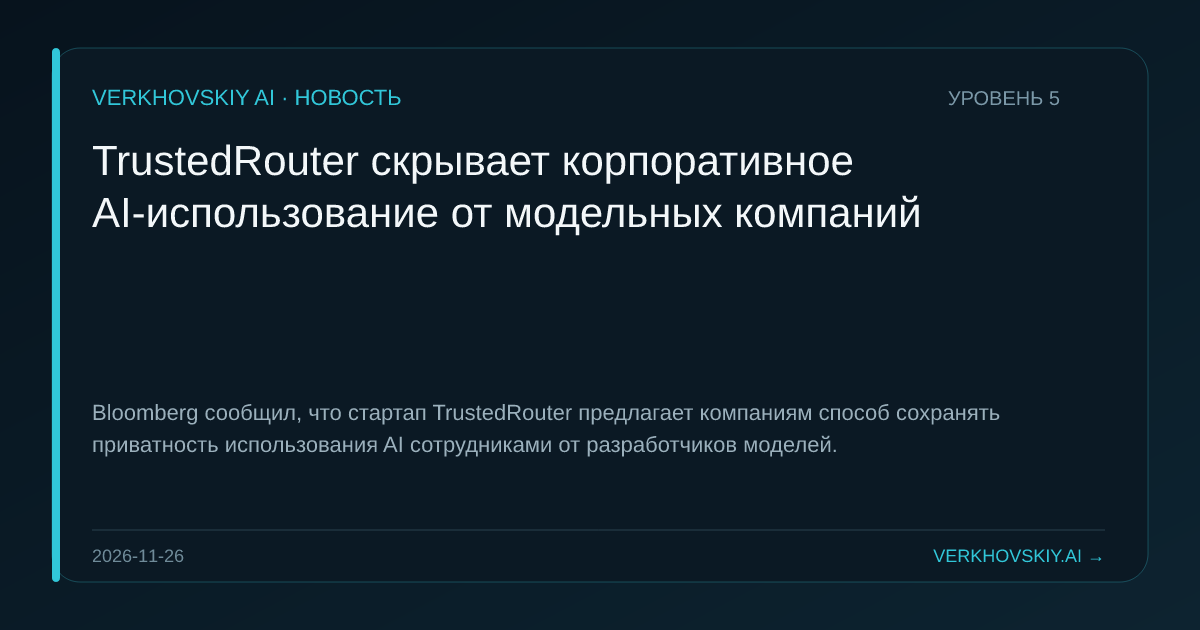 VERKHOVSKIY AI · НОВОСТЬ
УРОВЕНЬ 5
TrustedRouter скрывает корпоративное
AI-использование от модельных компаний
Bloomberg сообщил, что стартап TrustedRouter предлагает компаниям способ сохранять
приватность использования AI сотрудниками от разработчиков моделей.
2026-11-26
VERKHOVSKIY.AI →